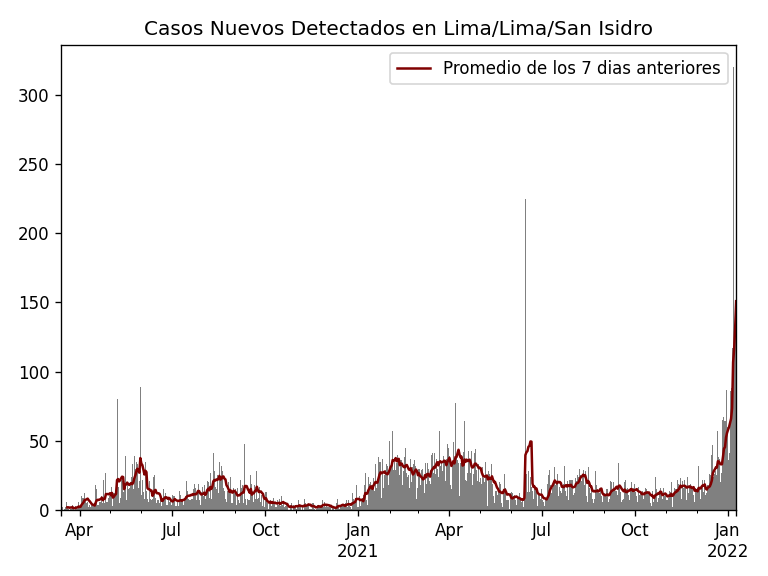 Casos Nuevos Detectados en Lima/Lima/San Isidro
Promedio de los 7 dias anteriores
300
250
200
150
100
50
0
Apr Jul Oct Jan Apr Jul Oct Jan
2021 2022